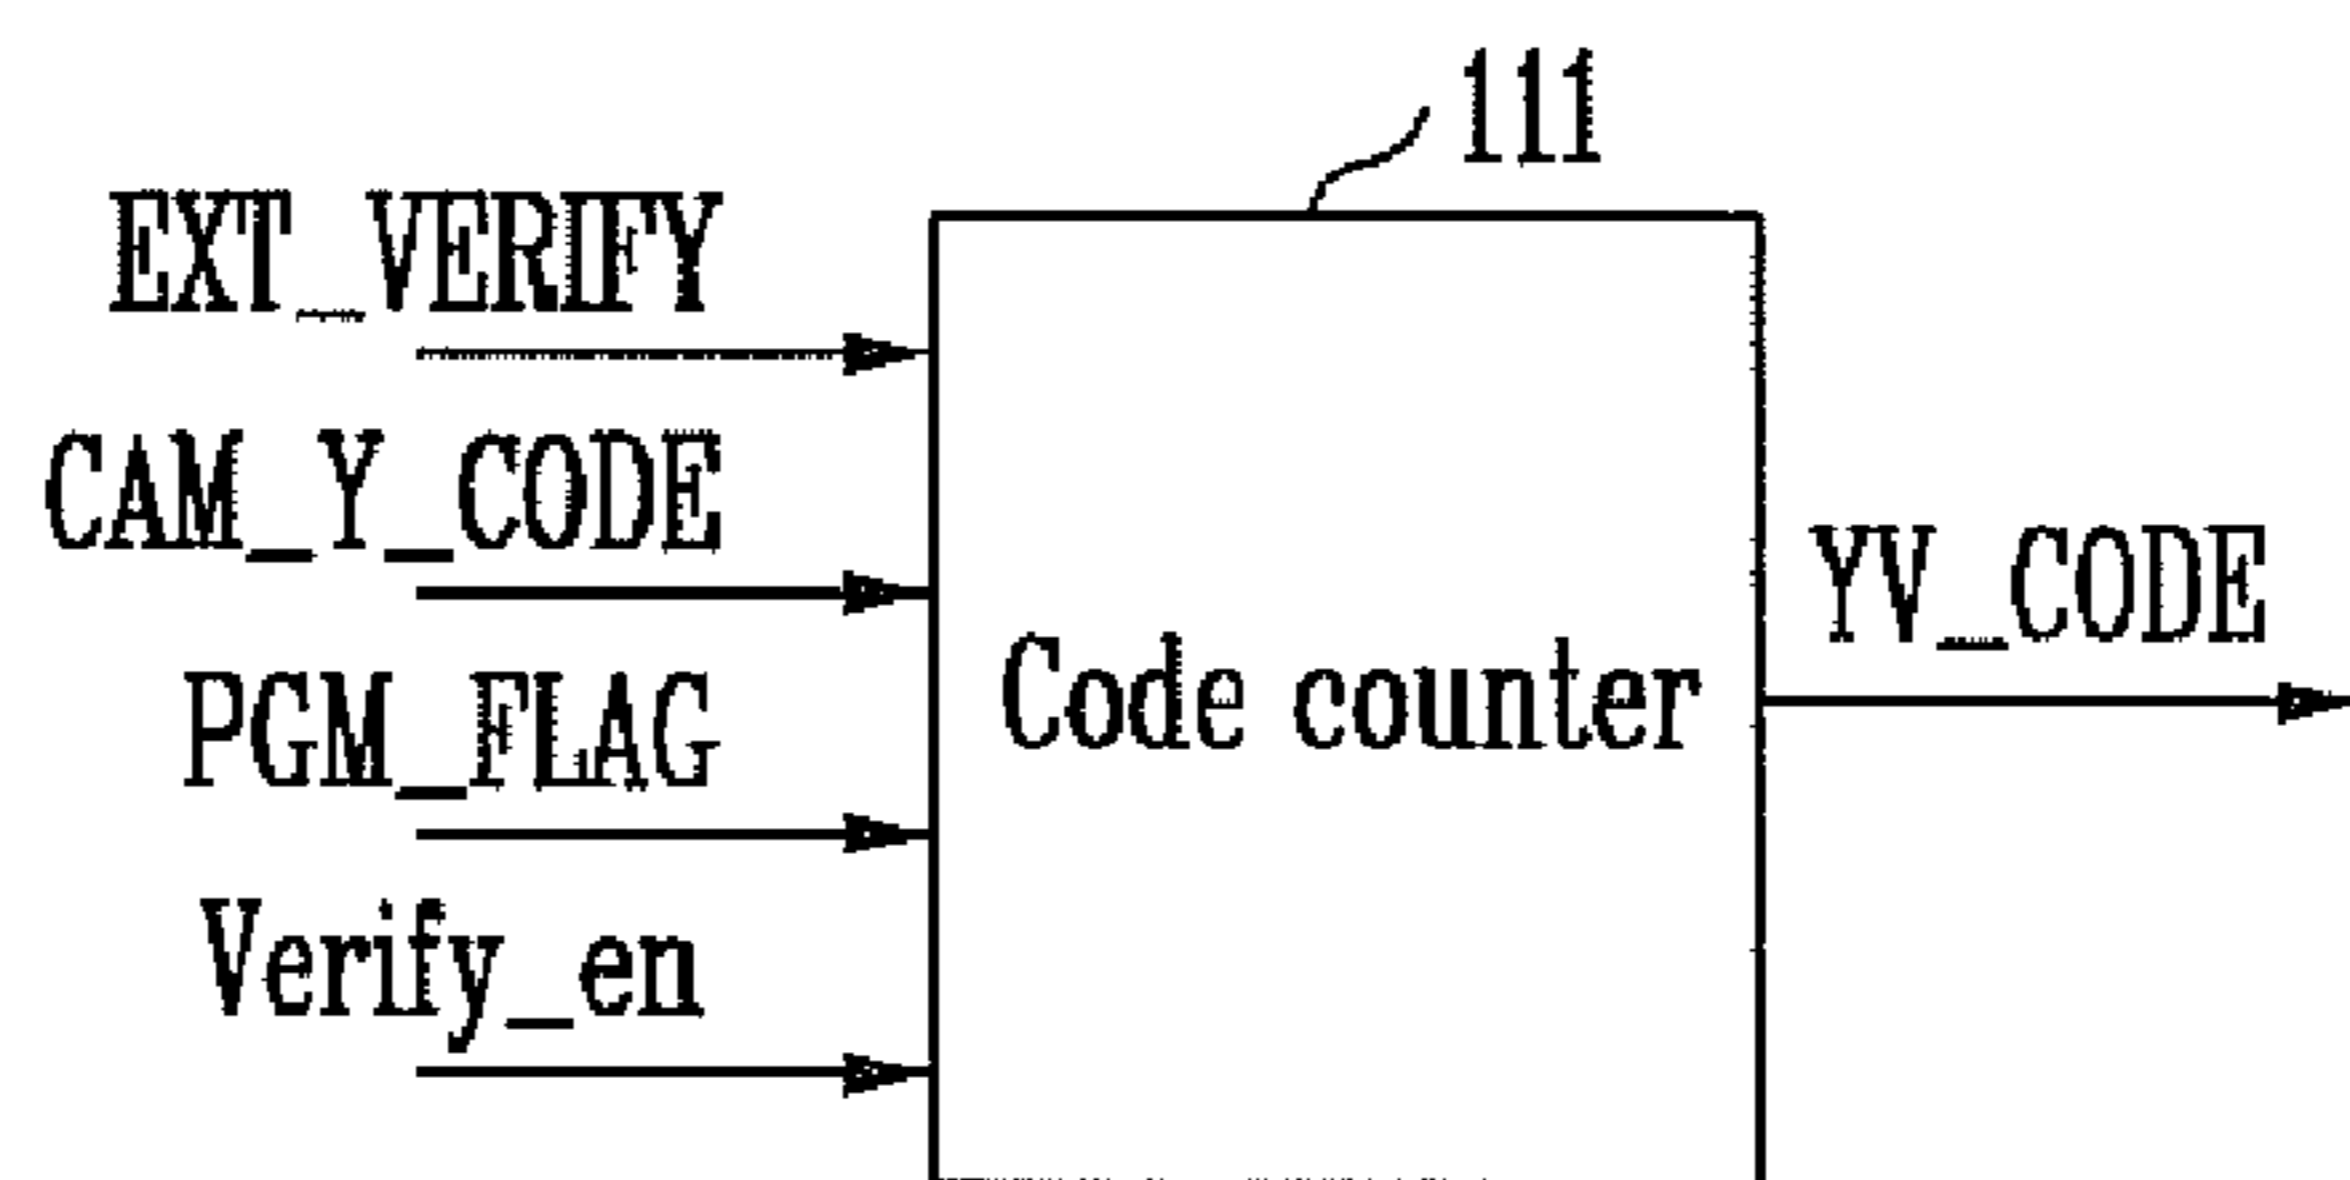 111
EXT_VERIFY
CAM_Y_CODE
YV_CODE
Code counter
PGM_FLAG
Verify_en